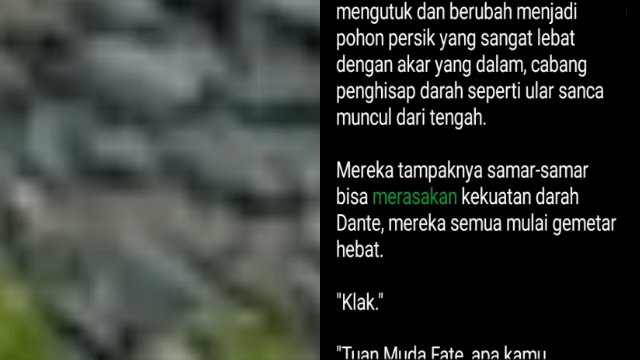 mengutuk dan berubah menjadi
pohon persik yang sangat lebat
dengan akar yang dalam, cabang
penghisap darah seperti ular sanca
muncul dari tengah.
Mereka tampaknya samar-samar
bisa merasakan kekuatan darah
Dante, mereka semua mulai gemetar
hebat.
"Klak."
"Tuan Muda Fate, apa kamu